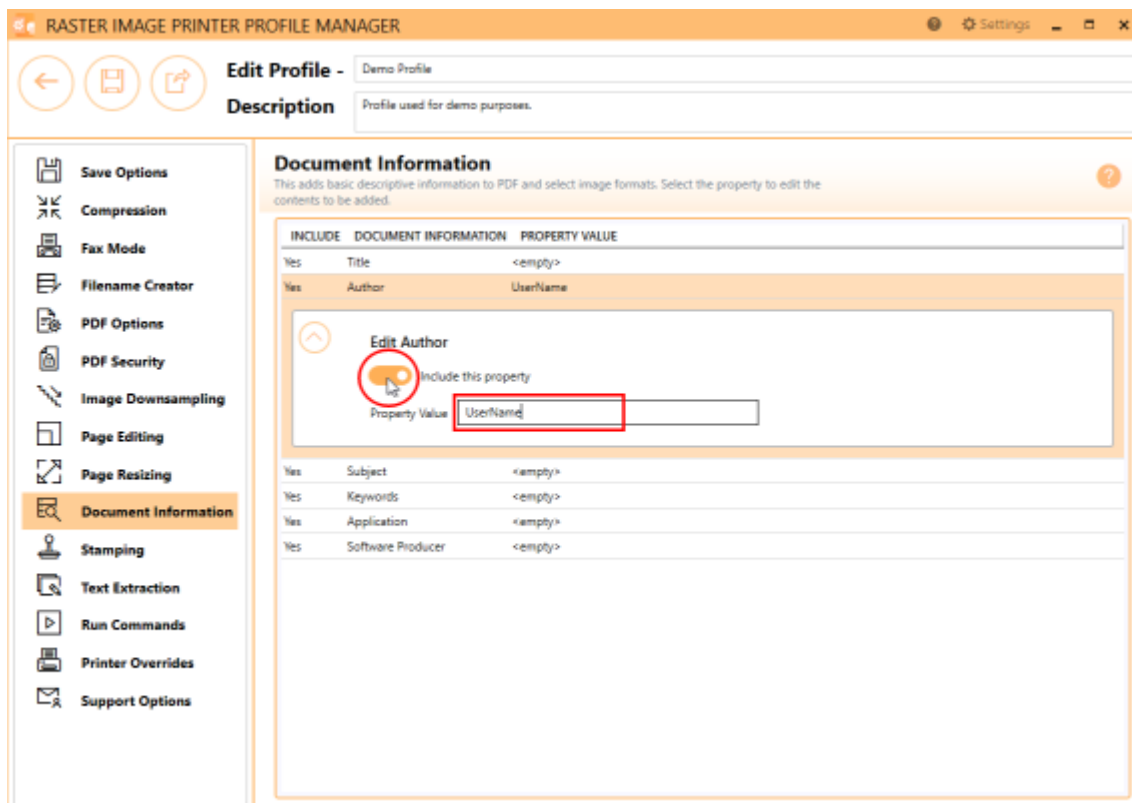 RASTER IMAGE PRINTER PROFILE MANAGER
Settings
Edit Profile - Demo Profile
Description Profile used for demo purposes.
Save Options
Compression
Fax Mode
Filename Creator
PDF Options
PDF Security
Image Downsampling
Page Editing
Page Resizing
Document Information
Stamping
Text Extraction
Run Commands
Printer Overrides
Support Options
Document Information
This adds basic descriptive information to PDF and select image formats. Select the property to edit the
contents to be added.
INCLUDE DOCUMENT INFORMATION PROPERTY VALUE
Yes Title <empty>
Yes Author UserName
Edit Author
Include this property
Property Value UserName
Yes Subject <empty>
Yes Keywords <empty>
Yes Application <empty>
Yes Software Producer <empty>